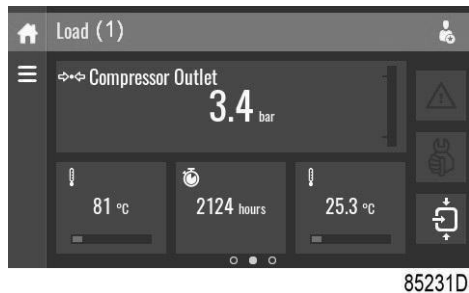 Load (1)
Compressor Outlet
3.4 bar
81 °C
2124 hours
25.3 °C
85231D